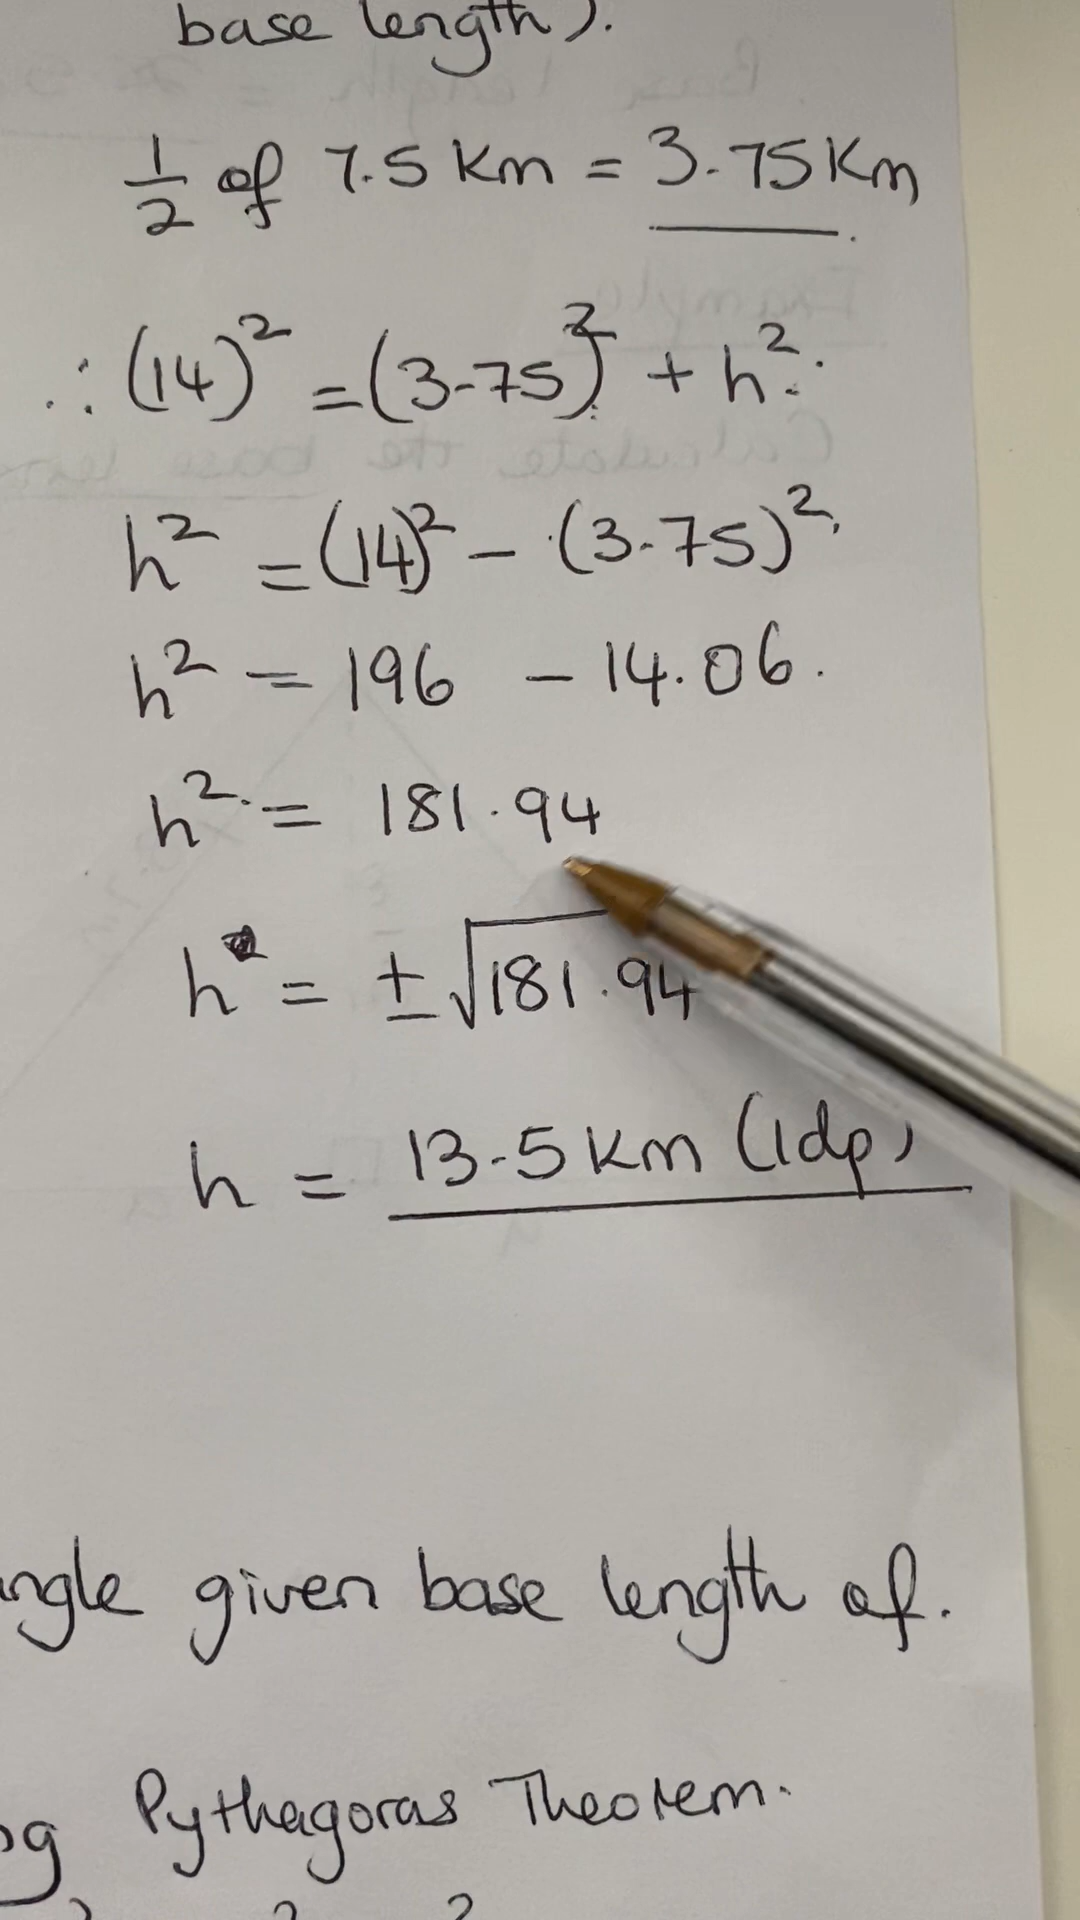 base length).
1/2 of 7.5 Km = 3.75 Km
∴ (14)² = (3.75)² + h².
h² = (14)² - (3.75)²
h² = 196 - 14.06.
h² = 181.94
h = ±√181.94
h = 13.5 Km (1dp)
given base length of.
Pythagoras Theorem.